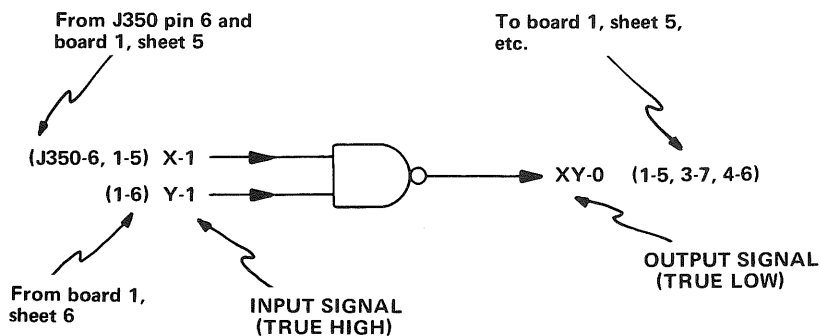 From J350 pin 6 and
board 1, sheet 5
To board 1, sheet 5,
etc.
(J350-6, 1-5) X-1
(1-6) Y-1
XY-0 (1-5, 3-7, 4-6)
From board 1,
sheet 6
INPUT SIGNAL
(TRUE HIGH)
OUTPUT SIGNAL
(TRUE LOW)